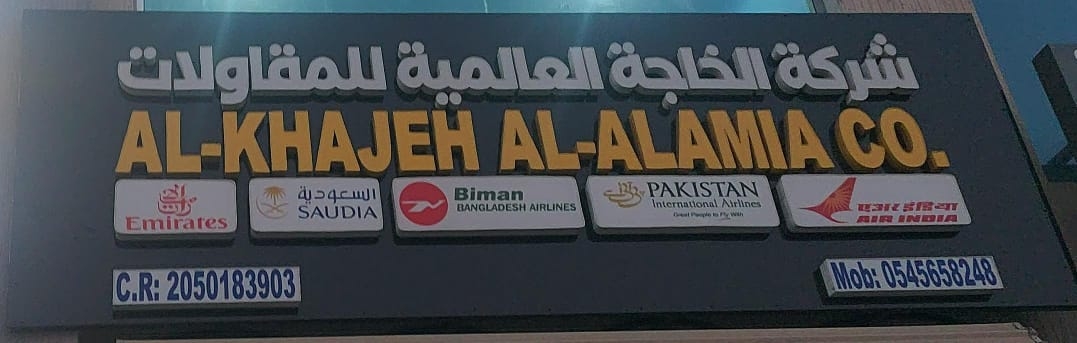 شركة الخاجة العالمية للمقاولات
AL-KHAJEH AL-ALAMIA CO.
Emirates
السعودية
SAUDIA
Biman
BANGLADESH AIRLINES
PAKISTAN
International Airlines
Great People to Fly With
एअर इंडिया
AIR INDIA
C.R: 2050183903
Mob: 0545658248